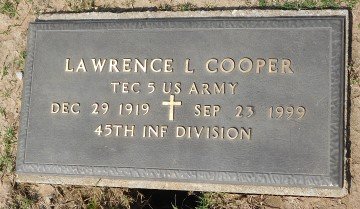 LAWRENCE L COOPER
TEC 5 US ARMY
DEC 29 1919 SEP 23 1999
45TH INF DIVISION